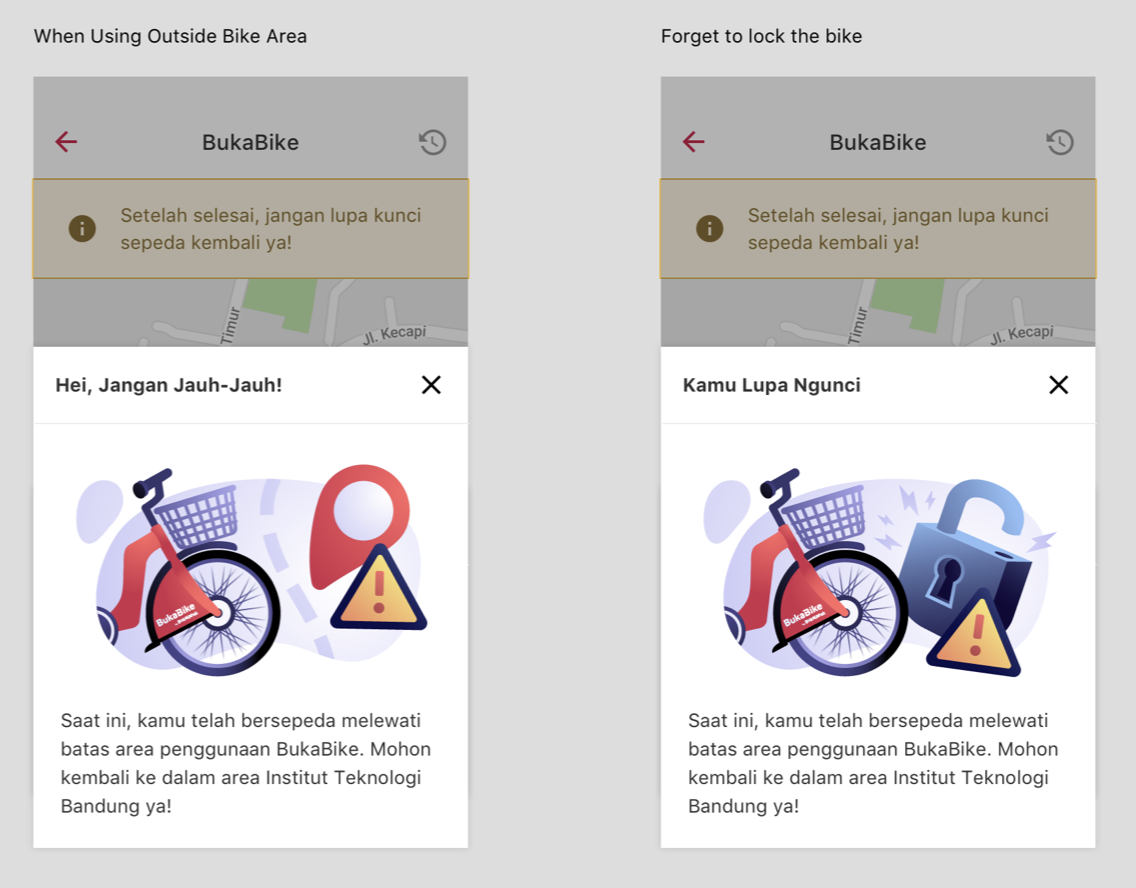 When Using Outside Bike Area
BukaBike
Setelah selesai, jangan lupa kunci
sepeda kembali ya!
Timur
Jl. Kecapi
Hei, Jangan Jauh-Jauh!
BukaBike
Saat ini, kamu telah bersepeda melewati
batas area penggunaan BukaBike. Mohon
kembali ke dalam area Institut Teknologi
Bandung ya!
Forget to lock the bike
BukaBike
Setelah selesai, jangan lupa kunci
sepeda kembali ya!
Timur
Jl. Kecapi
Kamu Lupa Ngunci
BukaBike
Saat ini, kamu telah bersepeda melewati
batas area penggunaan BukaBike. Mohon
kembali ke dalam area Institut Teknologi
Bandung ya!